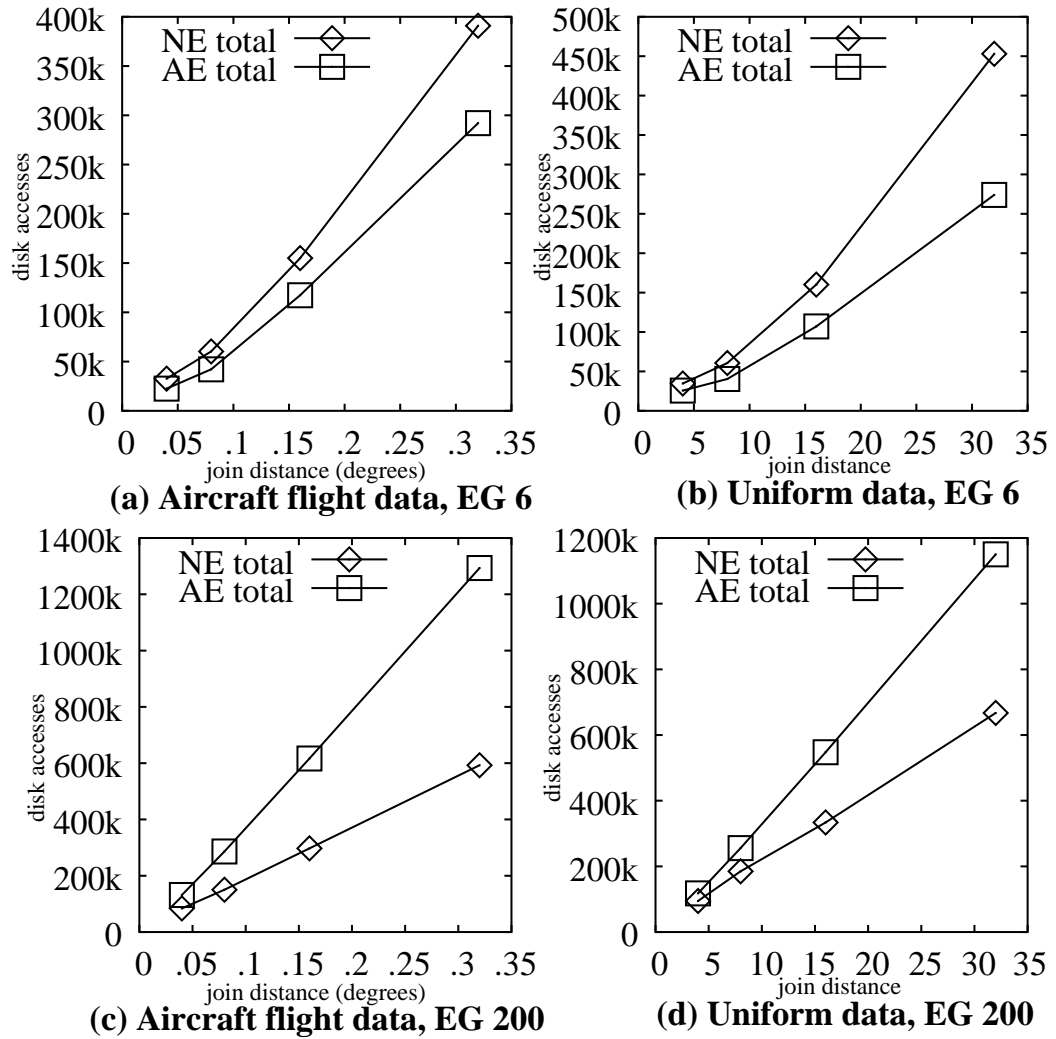 400k
350k
300k
250k
200k
150k
100k
50k
0
disk accesses
NE total
AE total
0 .05 .1 .15 .2 .25 .3 .35
join distance (degrees)
(a) Aircraft flight data, EG 6
500k
450k
400k
350k
300k
250k
200k
150k
100k
50k
0
disk accesses
NE total
AE total
0 5 10 15 20 25 30 35
join distance
(b) Uniform data, EG 6
1400k
1200k
1000k
800k
600k
400k
200k
0
disk accesses
NE total
AE total
0 .05 .1 .15 .2 .25 .3 .35
join distance (degrees)
(c) Aircraft flight data, EG 200
1200k
1000k
800k
600k
400k
200k
0
disk accesses
NE total
AE total
0 5 10 15 20 25 30 35
join distance
(d) Uniform data, EG 200